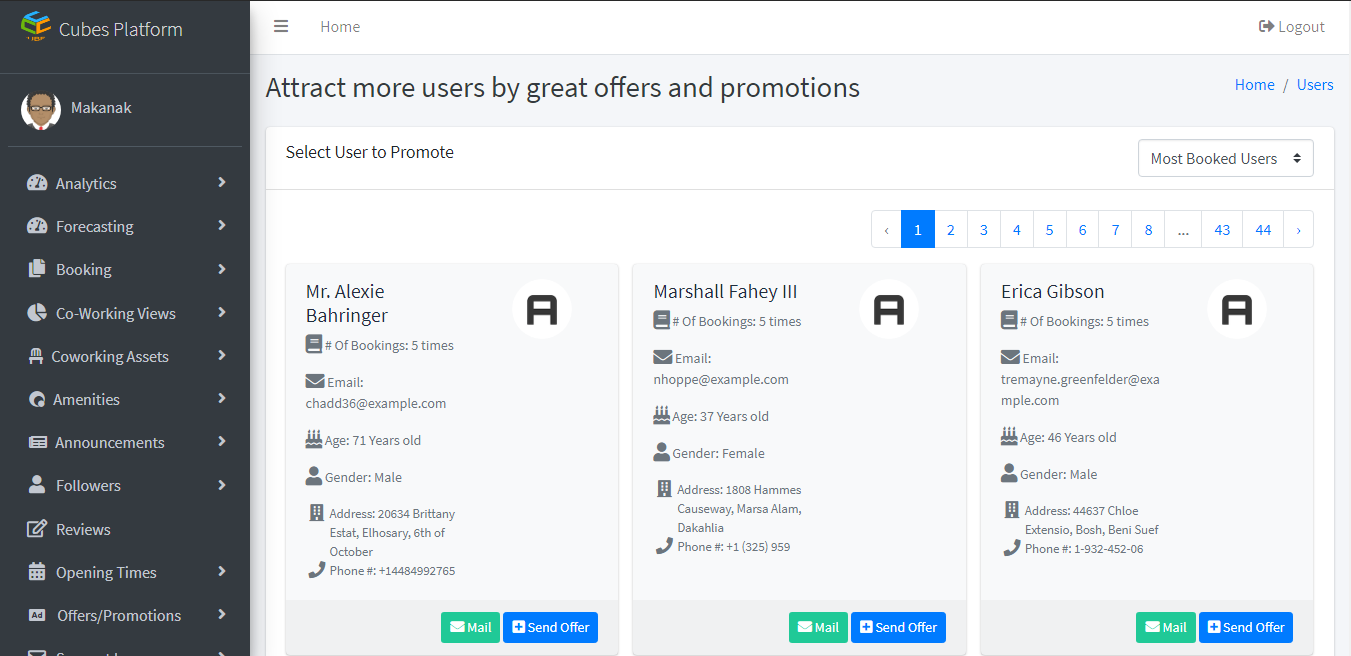 Cubes Platform
Home
Logout
Makanak
Analytics
Forecasting
Booking
Co-Working Views
Coworking Assets
Amenities
Announcements
Followers
Reviews
Opening Times
Ad Offers/Promotions
Attract more users by great offers and promotions
Home / Users
Select User to Promote
Most Booked Users
‹ 1 2 3 4 5 6 7 8 ... 43 44 ›
Mr. Alexie
Bahringer
# Of Bookings: 5 times
Email:
chadd36@example.com
Age: 71 Years old
Gender: Male
Address: 20634 Brittany
Estat, Elhosary, 6th of
October
Phone #: +14484992765
Mail
Send Offer
Marshall Fahey III
# Of Bookings: 5 times
Email:
nhoppe@example.com
Age: 37 Years old
Gender: Female
Address: 1808 Hammes
Causeway, Marsa Alam,
Dakahlia
Phone #: +1 (325) 959
Mail
Send Offer
Erica Gibson
# Of Bookings: 5 times
Email:
tremayne.greenfelder@exa
mple.com
Age: 46 Years old
Gender: Male
Address: 44637 Chloe
Extensio, Bosh, Beni Suef
Phone #: 1-932-452-06
Mail
Send Offer